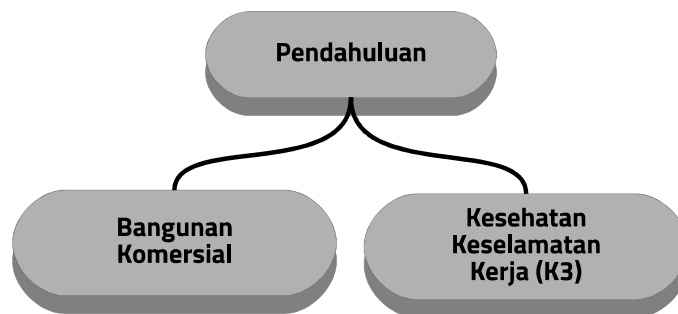 Pendahuluan
Bangunan
Komersial
Kesehatan
Keselamatan
Kerja (K3)